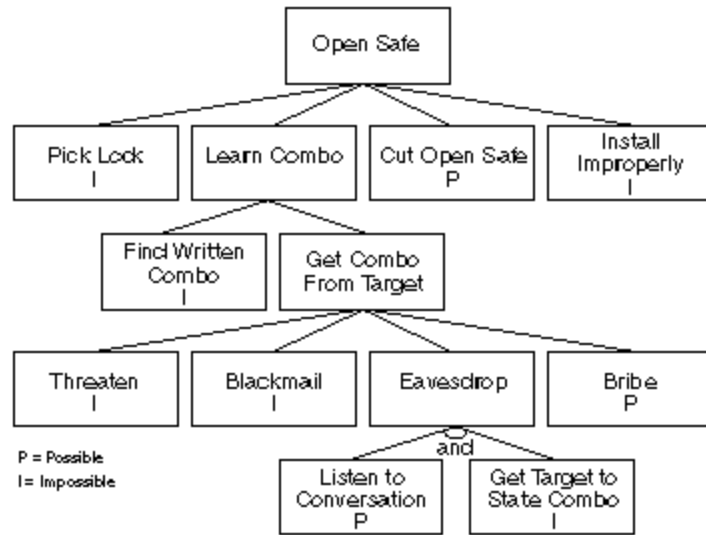 Open Safe
Pick Lock
I
Learn Combo
Cut Open Safe
P
Install
Improperly
I
Find Written
Combo
I
Get Combo
From Target
Threaten
I
Blackmail
I
Eavesdrop
Bribe
P
and
P = Possible
I = Impossible
Listen to
Conversation
P
Get Target to
State Combo
I